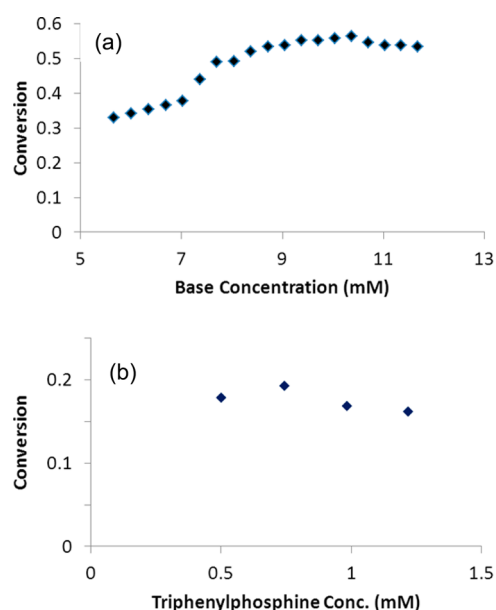 (a)
0.6
0.5
0.4
0.3
0.2
0.1
0
Conversion
5 7 9 11 13
Base Concentration (mM)
(b)
0.2
0.1
0
Conversion
0 0.5 1 1.5
Triphenylphosphine Conc. (mM)